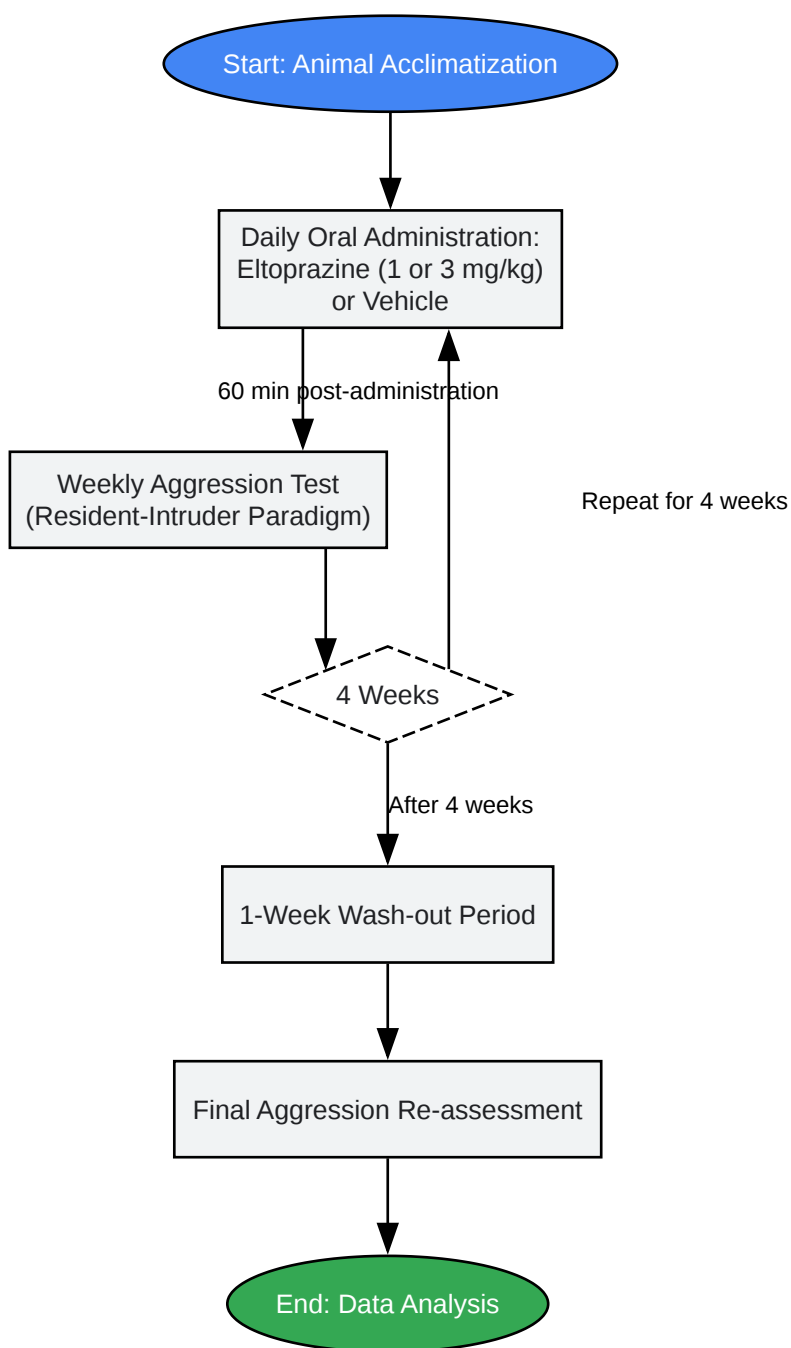 Start: Animal Acclimatization
Daily Oral Administration:
Eltoprazine (1 or 3 mg/kg)
or Vehicle
60 min post-administration
Weekly Aggression Test
(Resident-Intruder Paradigm)
Repeat for 4 weeks
4 Weeks
After 4 weeks
1-Week Wash-out Period
Final Aggression Re-assessment
End: Data Analysis